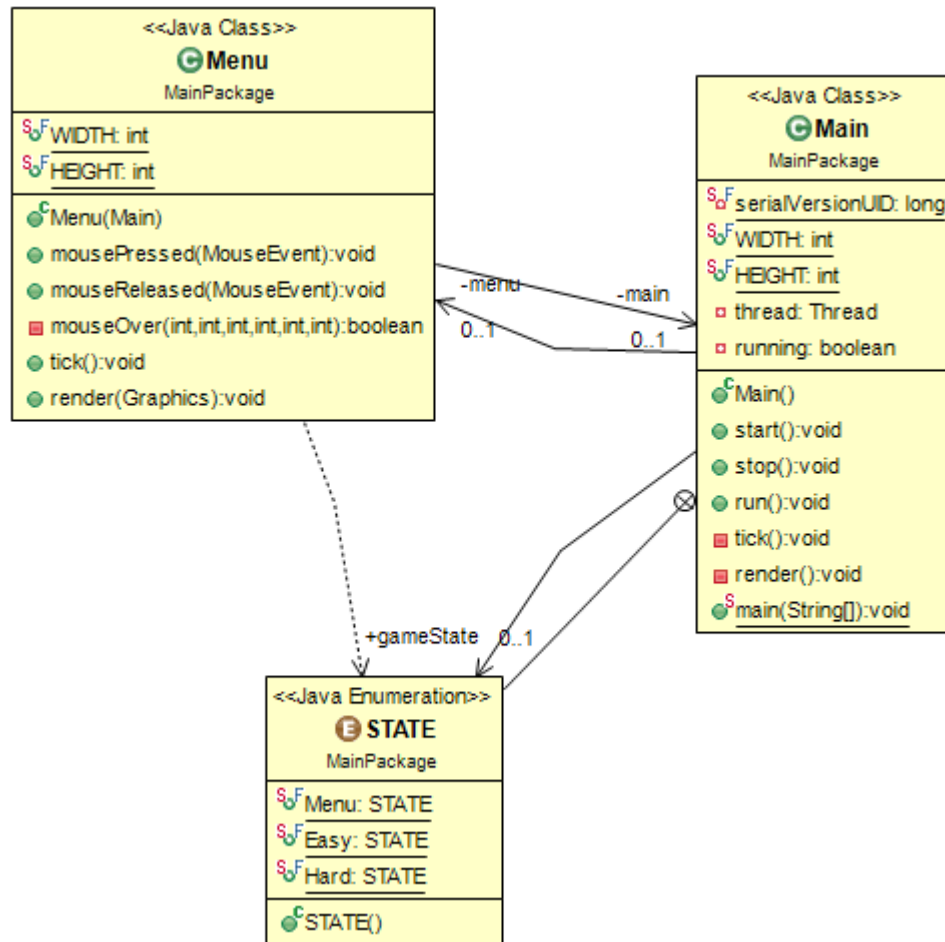 <<Java Class>>
Menu
MainPackage
WIDTH: int
HEIGHT: int
Menu(Main)
mousePressed(MouseEvent):void
mouseReleased(MouseEvent):void
mouseOver(int,int,int,int,int,int):boolean
tick():void
render(Graphics):void
-menu
0..1
-main
0..1
<<Java Class>>
Main
MainPackage
serialVersionUID: long
WIDTH: int
HEIGHT: int
thread: Thread
running: boolean
Main()
start():void
stop():void
run():void
tick():void
render():void
main(String[]):void
+gameState 0..1
<<Java Enumeration>>
STATE
MainPackage
Menu: STATE
Easy: STATE
Hard: STATE
STATE()